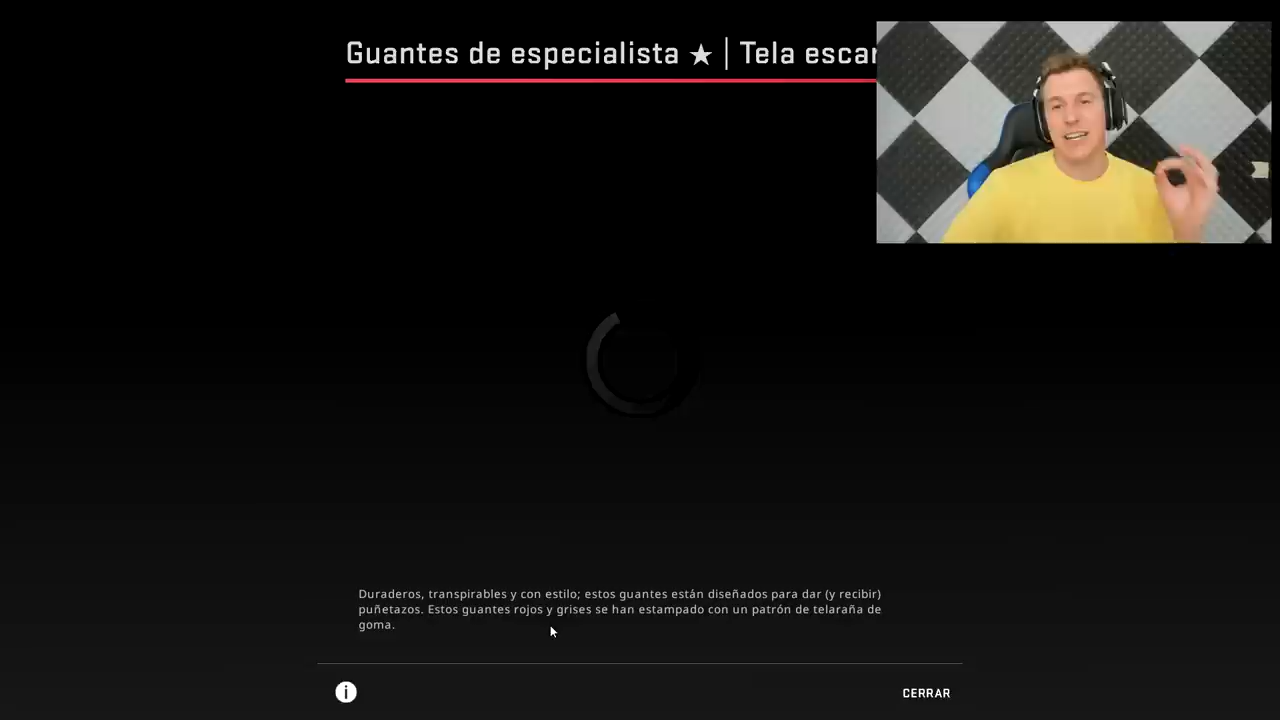 Guantes de especialista ★ | Tela escar
Duraderos, transpirables y con estilo; estos guantes están diseñados para dar (y recibir)
puñetazos. Estos guantes rojos y grises se han estampado con un patrón de telaraña de
goma.
CERRAR